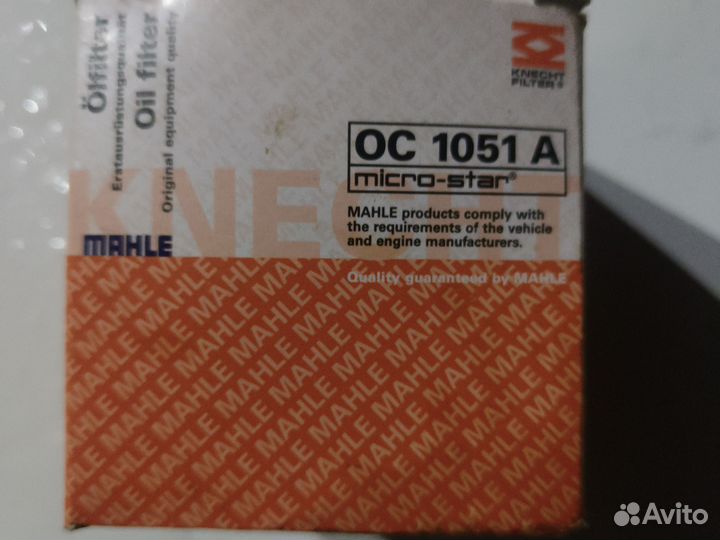 Ölfilter
Erstausrüstungsqualität
Oil filter
Original equipment quality
KNECHT
FILTER®
OC 1051 A
micro-star®
MAHLE products comply with
the requirements of the vehicle
and engine manufacturers.
KNECHT
MAHLE
Quality guaranteed by MAHLE
MAHLE MAHLE MAHLE MAHLE
Avito